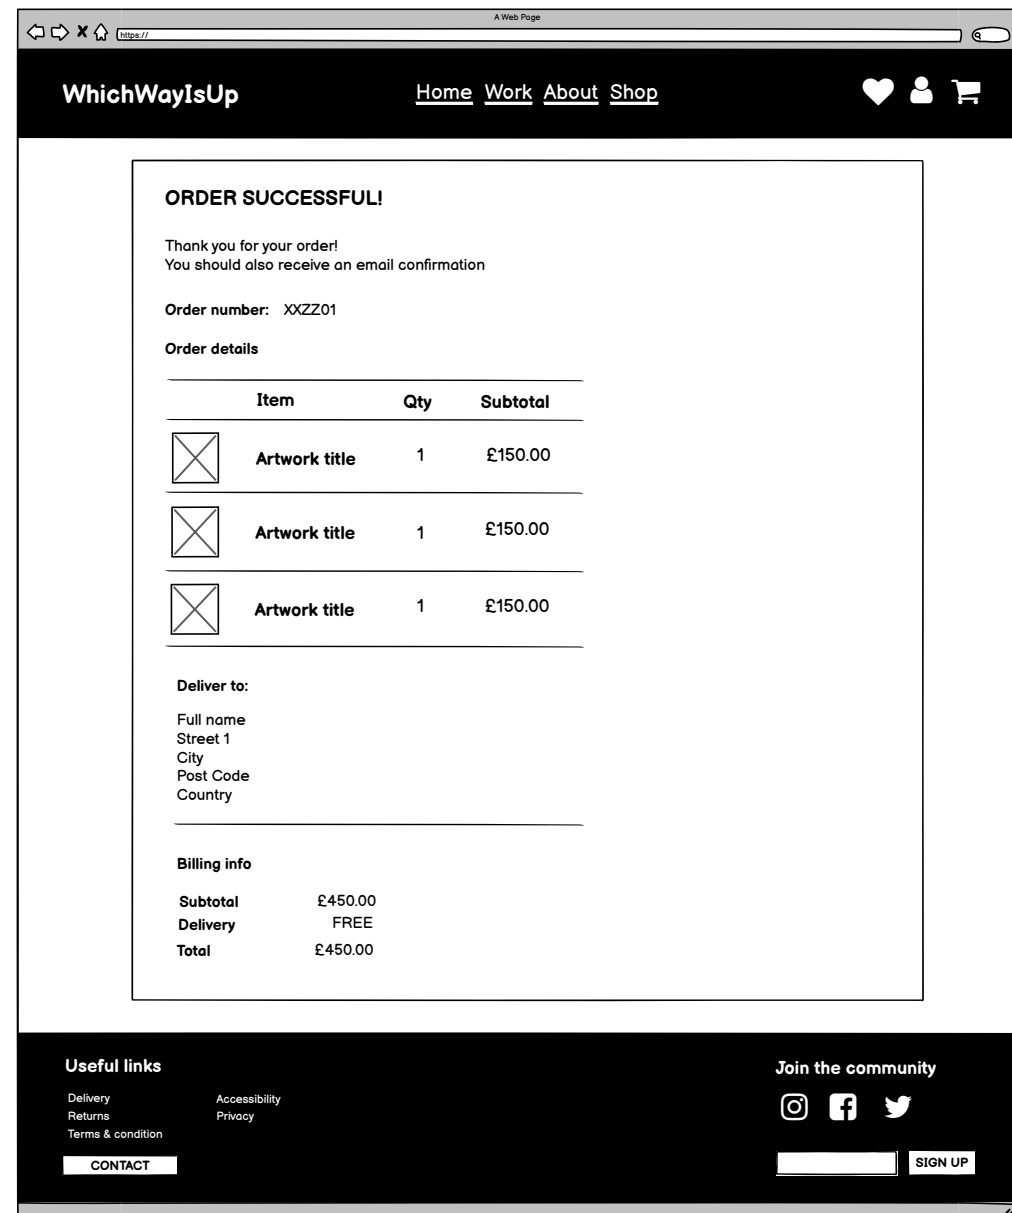 A Web Page
https://
WhichWayIsUp
Home Work About Shop
ORDER SUCCESSFUL!
Thank you for your order!
You should also receive an email confirmation
Order number: XXZZ01
Order details
Item Qty Subtotal
Artwork title 1 £150.00
Artwork title 1 £150.00
Artwork title 1 £150.00
Deliver to:
Full name
Street 1
City
Post Code
Country
Billing info
Subtotal £450.00
Delivery FREE
Total £450.00
Useful links
Delivery
Returns
Terms & condition
Accessibility
Privacy
CONTACT
Join the community
SIGN UP